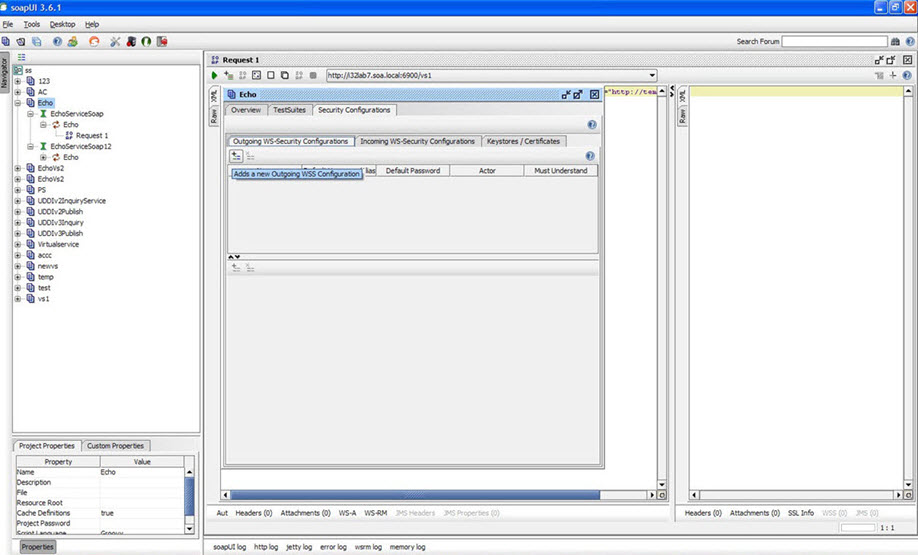 soapUI 3.6.1
File Tools Desktop Help
Search Forum
Navigator
ss
123
AC
Echo
EchoServiceSoap
Echo
Request 1
EchoServiceSoap12
Echo
EchoVs2
EchoVs2
PS
UDDIv2InquiryService
UDDIv2Publish
UDDIv3Inquiry
UDDIv3Publish
Virtualservice
accc
newvs
temp
test
vs1
Project Properties Custom Properties
Property Value
Name Echo
Description
File
Resource Root
Cache Definitions true
Project Password
Script Language Groovy
Properties
Request 1
http://i32lab7.soa.local:6900/vs1
XML
Raw
="http://tem
Echo
Overview TestSuites Security Configurations
Outgoing WS-Security Configurations Incoming WS-Security Configurations Keystores / Certificates
lias Default Password Actor Must Understand
Adds a new Outgoing WSS Configuration
XML
Raw
Aut Headers (0) Attachments (0) WS-A WS-RM JMS Headers JMS Properties (0)
Headers (0) Attachments (0) SSL Info WSS (0) JMS (0)
1 : 1
soapUI log http log jetty log error log wsrm log memory log